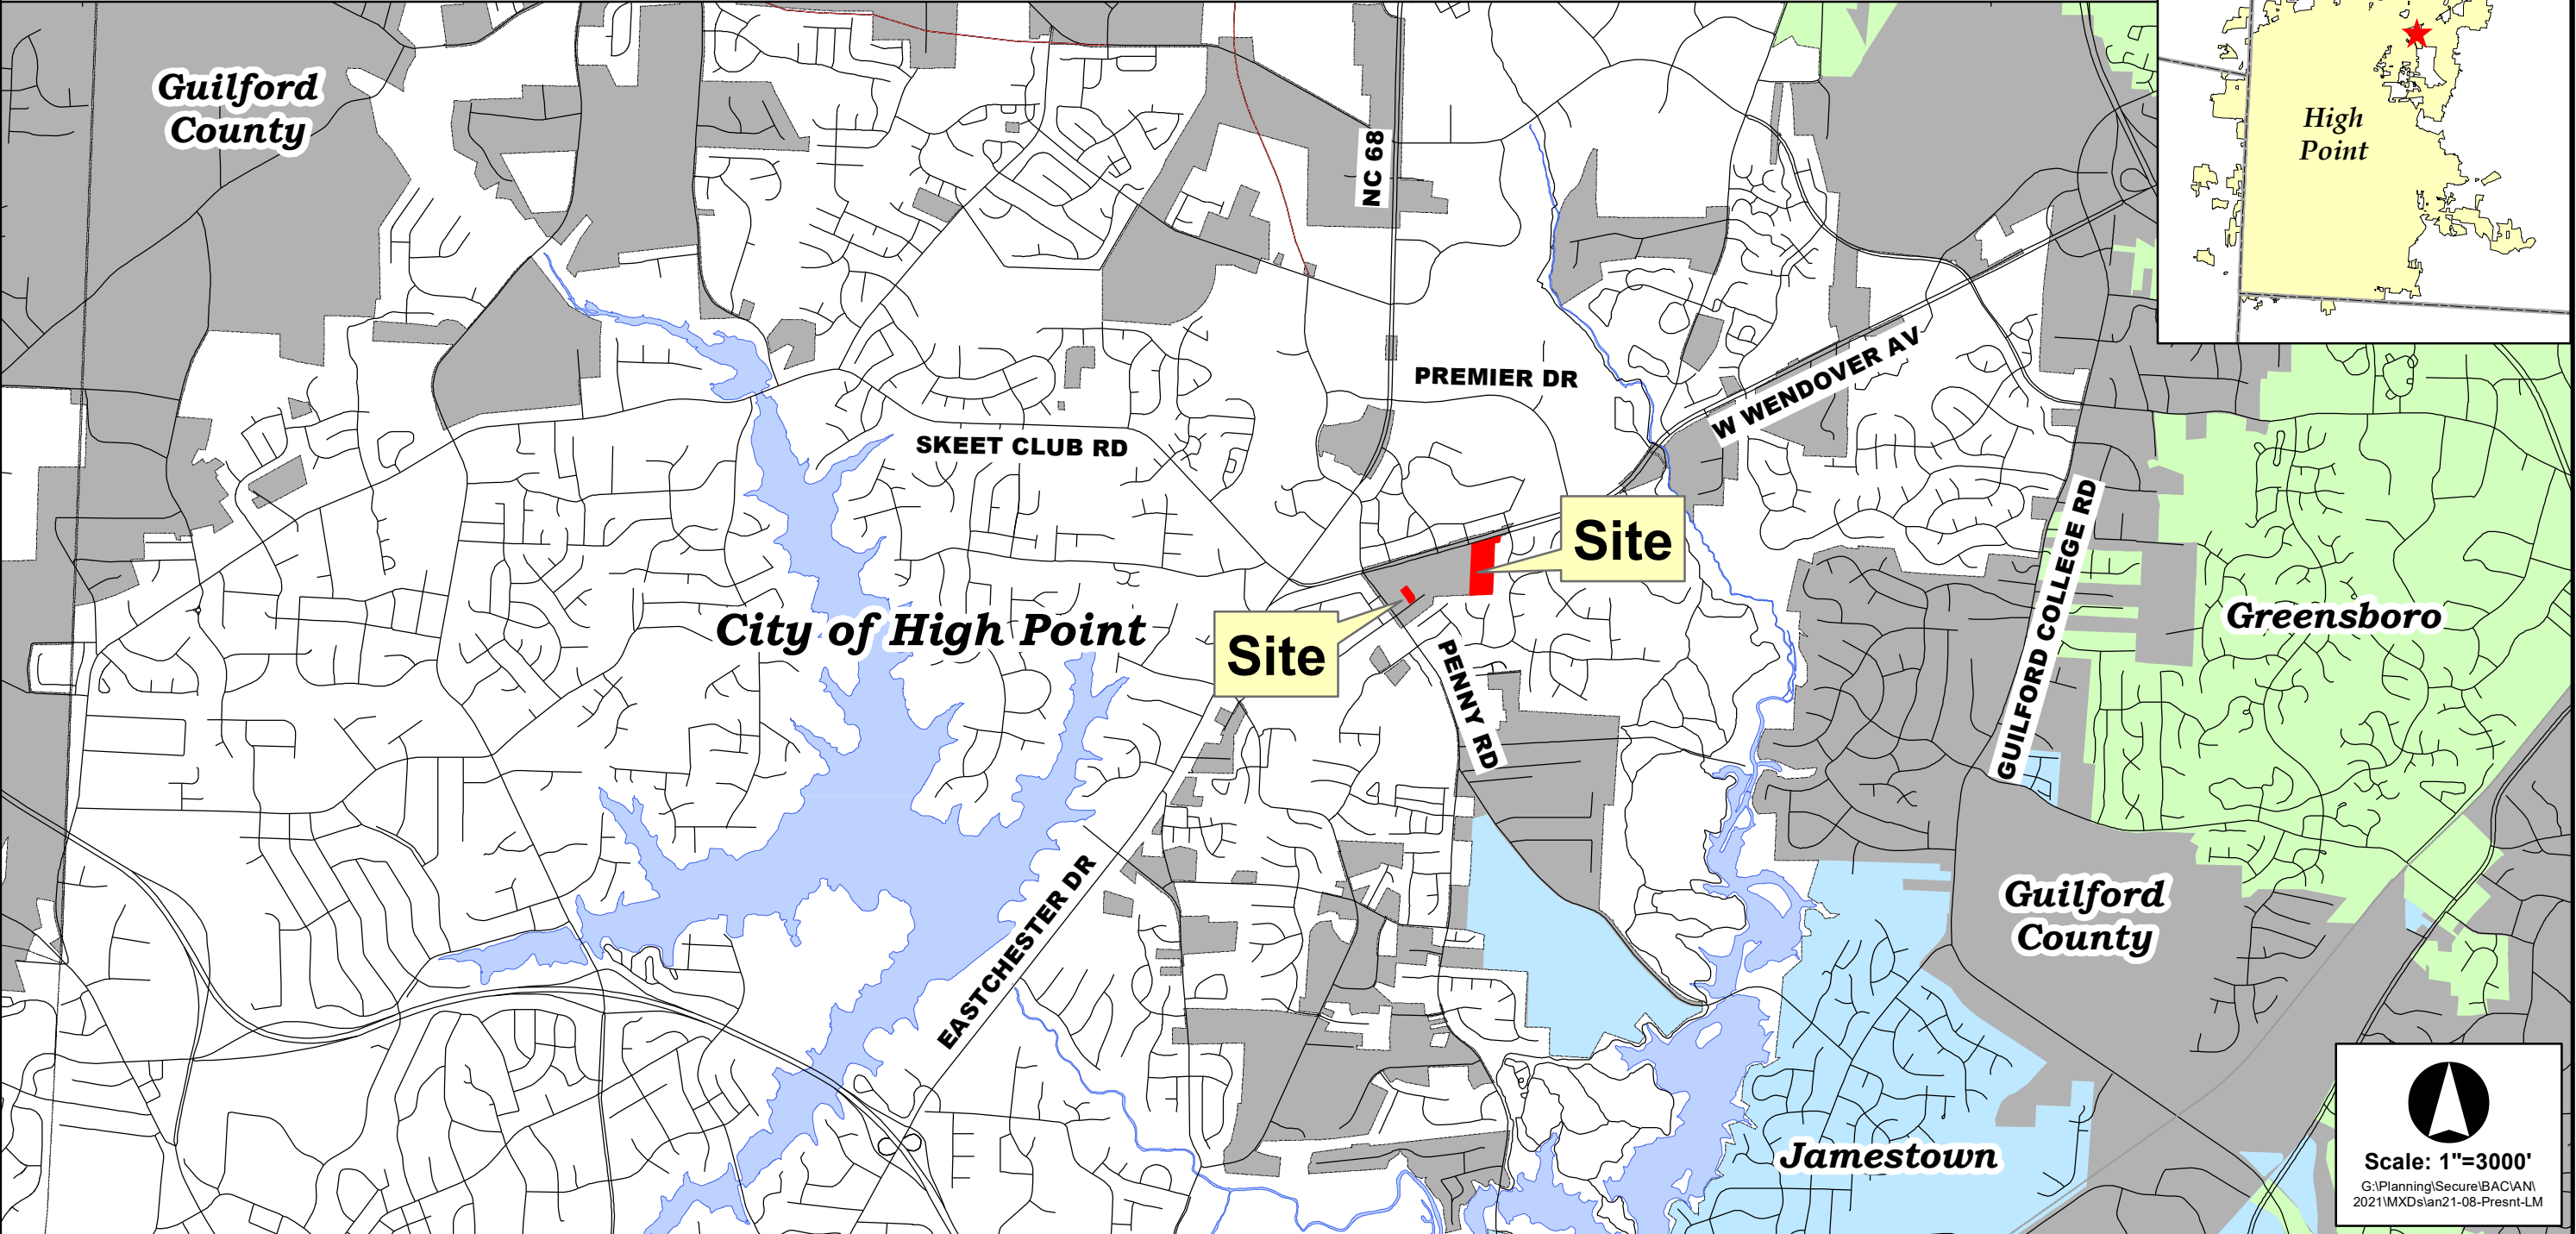 Guilford
County
High
Point
NC 68
PREMIER DR
W WENDOVER AV
SKEET CLUB RD
Site
Site
City of High Point
PENNY RD
GUILFORD COLLEGE RD
Greensboro
EASTCHESTER DR
Guilford
County
Jamestown
Scale: 1"=3000'
G:\Planning\Secure\BAC\AN\
2021\MXDs\an21-08-Presnt-LM